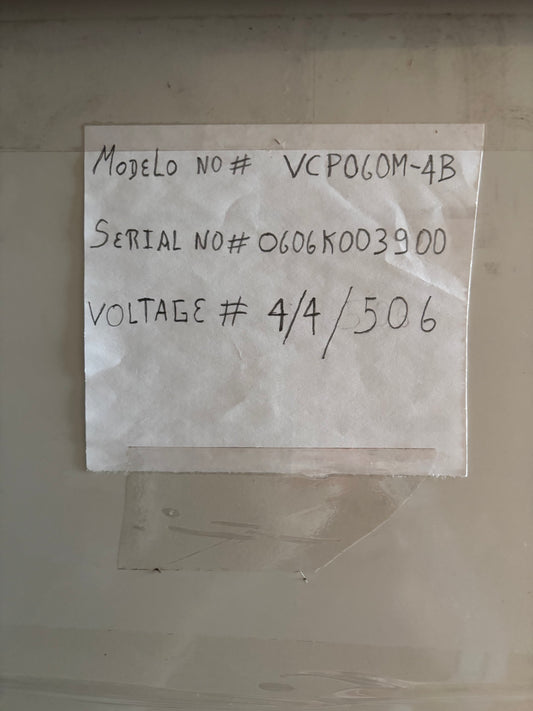 MODELO NO # VCP060M-4B
SERIAL NO # 0606K003900
VOLTAGE # 4/4/506